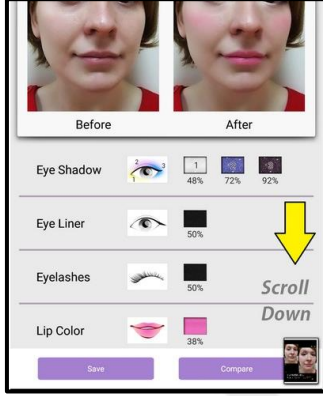 Before After
Eye Shadow 1 2 3 1
48% 72% 92%
Eye Liner
50%
Eyelashes
50%
Scroll
Down
Lip Color
38%
Save Compare